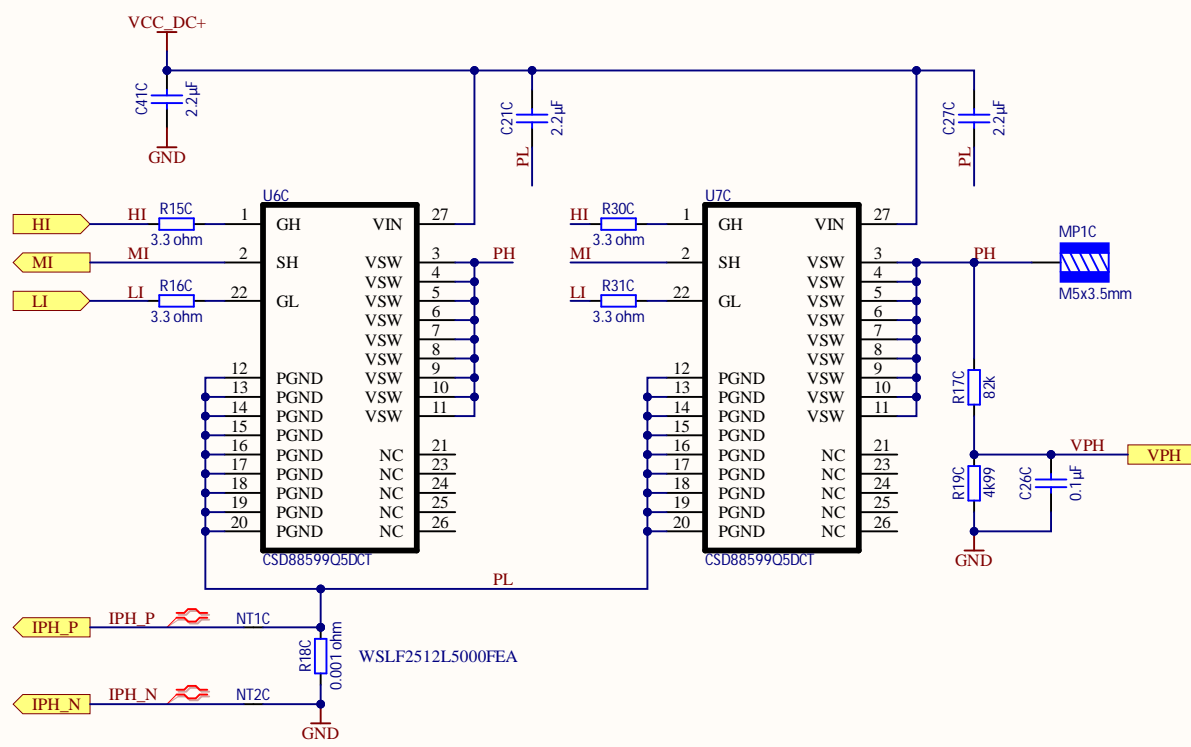 VCC_DC+
C41C 2.2µF
GND
C21C 2.2µF
PL
C27C 2.2µF
PL
U6C
HI HI R15C 1 GH VIN 27
3.3 ohm
MI MI 2 SH VSW 3 PH
VSW 4
LI LI R16C 22 GL VSW 5
3.3 ohm
VSW 6
VSW 7
VSW 8
12 PGND VSW 9
13 PGND VSW 10
14 PGND VSW 11
15 PGND
16 PGND NC 21
17 PGND NC 23
18 PGND NC 24
19 PGND NC 25
20 PGND NC 26
CSD88599Q5DCT
U7C
HI R30C 1 GH VIN 27
3.3 ohm
MI 2 SH VSW 3 PH
VSW 4
LI R31C 22 GL VSW 5
3.3 ohm
VSW 6
VSW 7
VSW 8
12 PGND VSW 9
13 PGND VSW 10
14 PGND VSW 11
15 PGND
16 PGND NC 21
17 PGND NC 23
18 PGND NC 24
19 PGND NC 25
20 PGND NC 26
CSD88599Q5DCT
MP1C
M5x3.5mm
R17C 82k
VPH VPH
R19C 4k99
C26C 0.1µF
GND
PL
IPH_P IPH_P NT1C
R18C 0.001 ohm
WSLF2512L5000FEA
IPH_N IPH_N NT2C
GND